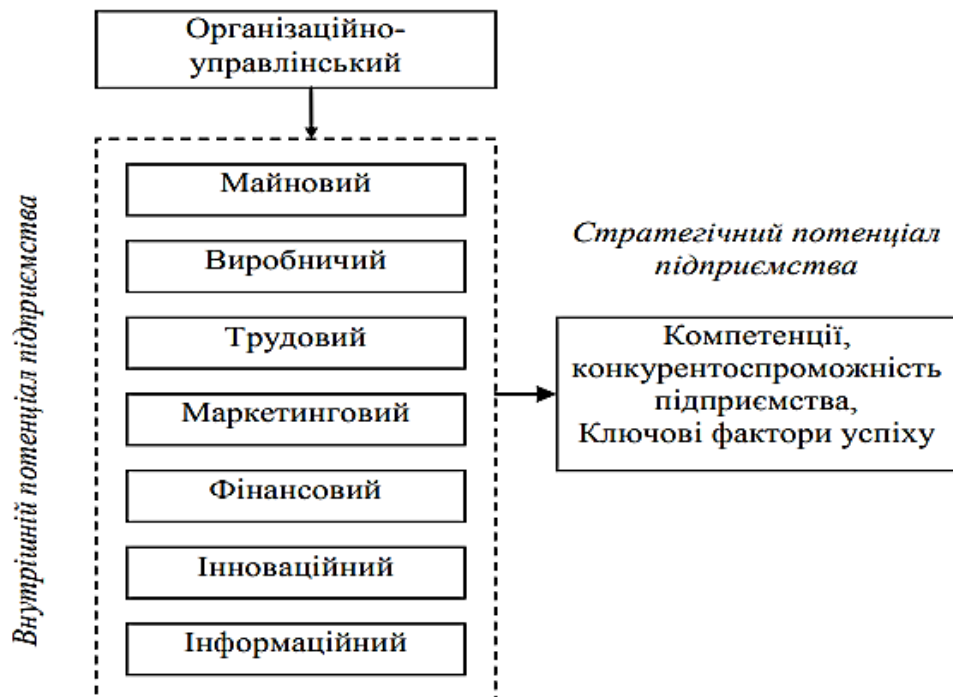 Організаційно-
управлінський
Внутрішній потенціал підприємства
Майновий
Виробничий
Трудовий
Маркетинговий
Фінансовий
Інноваційний
Інформаційний
Стратегічний потенціал
підприємства
Компетенції,
конкурентоспроможність
підприємства,
Ключові фактори успіху